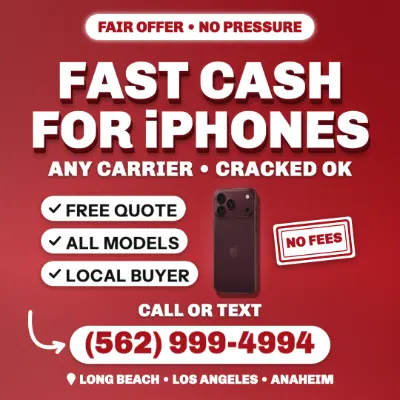 FAIR OFFER • NO PRESSURE
FAST CASH
FOR iPHONES
ANY CARRIER • CRACKED OK
FREE QUOTE
ALL MODELS
LOCAL BUYER
NO FEES
CALL OR TEXT
(562) 999-4994
LONG BEACH • LOS ANGELES • ANAHEIM